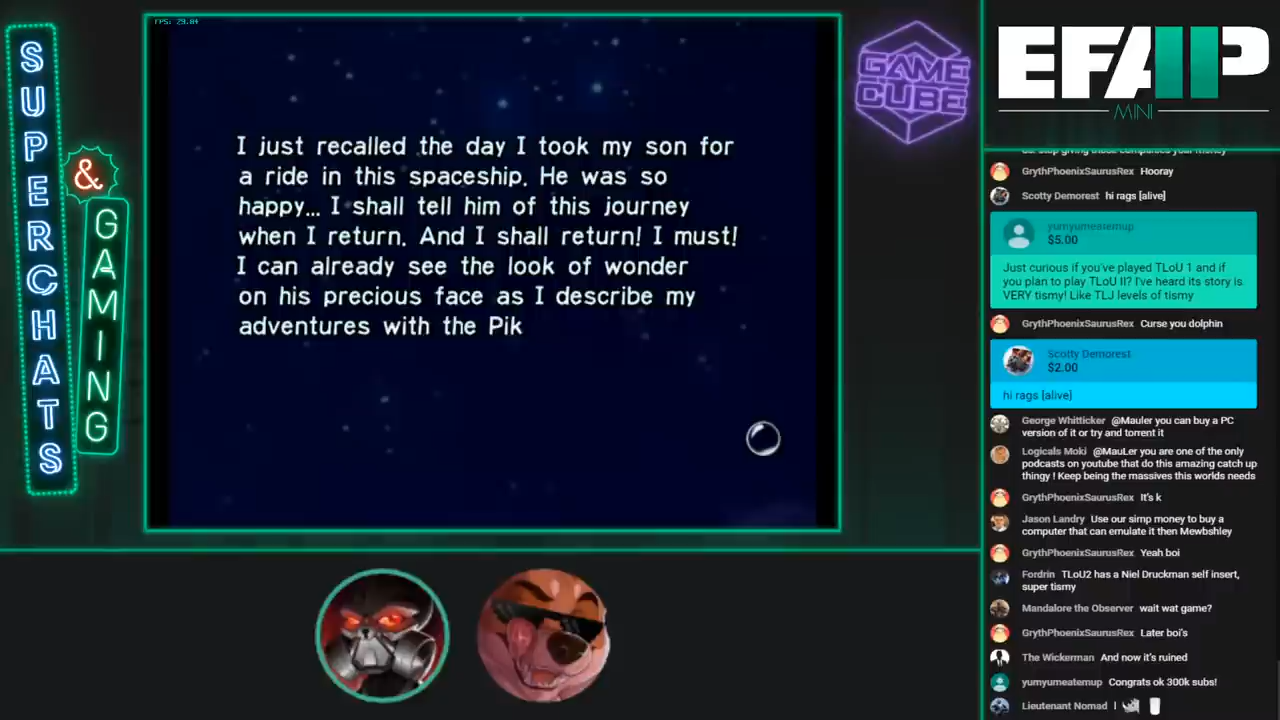 FPS: 29.84
SUPERCHATS
&
GAMING
I just recalled the day I took my son for
a ride in this spaceship. He was so
happy... I shall tell him of this journey
when I return. And I shall return! I must!
I can already see the look of wonder
on his precious face as I describe my
adventures with the Pik
GAME
CUBE
EFAP
MINI
GrythPhoenixSaurusRex Hooray
Scotty Demorest hi rags [alive]
yumyumeatemup
$5.00
Just curious if you've played TLoU 1 and if
you plan to play TLoU II? I've heard its story is
VERY tismy! Like TLJ levels of tismy
GrythPhoenixSaurusRex Curse you dolphin
Scotty Demorest
$2.00
hi rags [alive]
George Whitticker @Mauler you can buy a PC
version of it or try and torrent it
Logicals Moki @MauLer you are one of the only
podcasts on youtube that do this amazing catch up
thingy ! Keep being the massives this worlds needs
GrythPhoenixSaurusRex It's k
Jason Landry Use our simp money to buy a
computer that can emulate it then Mewbshley
GrythPhoenixSaurusRex Yeah boi
Fordrin TLoU2 has a Niel Druckman self insert,
super tismy
Mandalore the Observer wait wat game?
GrythPhoenixSaurusRex Later boi's
The Wickerman And now it's ruined
yumyumeatemup Congrats ok 300k subs!
Lieutenant Nomad I